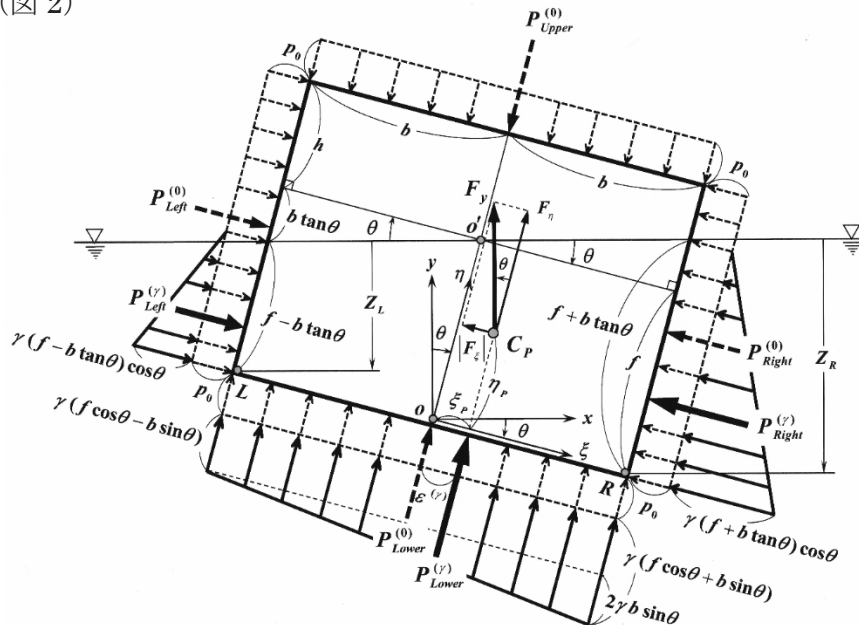 (図 2)
P_Upper^(0)
p_0
b
b
p_0
h
P_Left^(0)
b tanθ
θ
F_y
F_η
o′
θ
θ
P_Left^(γ)
Z_L
y
η
f − b tanθ
f + b tanθ
Z_R
θ
F_ξ
C_P
f
P_Right^(0)
γ(f − b tanθ)cosθ
p_0
L
ξ_P
η_P
o
x
θ
ξ
P_Right^(γ)
γ(f cosθ − b sinθ)
ε^(γ)
R
p_0
γ(f + b tanθ)cosθ
P_Lower^(0)
P_Lower^(γ)
γ(f cosθ + b sinθ)
2γb sinθ